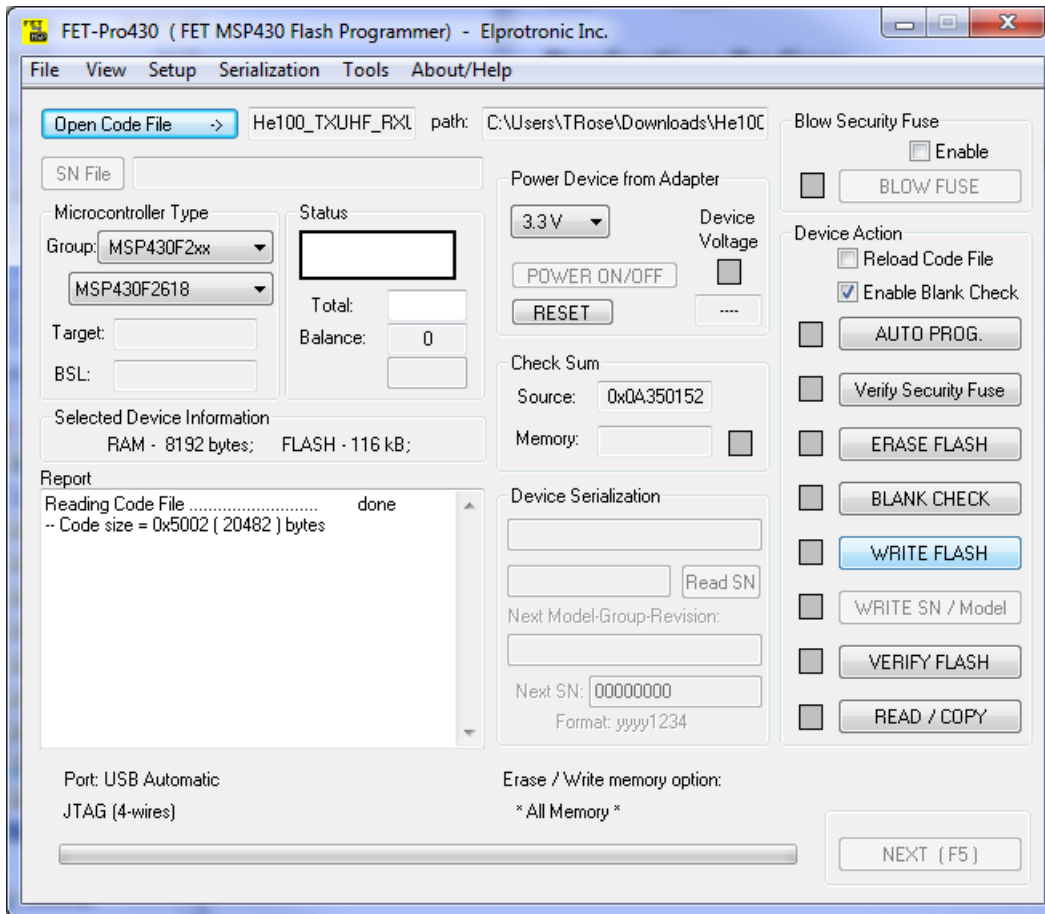 FET-Pro430 ( FET MSP430 Flash Programmer) - Elprotronic Inc.
File View Setup Serialization Tools About/Help
Open Code File ->
He100_TXUHF_RXU
path:
C:\Users\TRose\Downloads\He100
SN File
Microcontroller Type
Group: MSP430F2xx
MSP430F2618
Target:
BSL:
Status
Total:
Balance: 0
Selected Device Information
RAM - 8192 bytes; FLASH - 116 kB;
Report
Reading Code File ........................... done
-- Code size = 0x5002 ( 20482 ) bytes
Power Device from Adapter
3.3 V
Device
Voltage
POWER ON/OFF
RESET
----
Check Sum
Source: 0x0A350152
Memory:
Device Serialization
Read SN
Next Model-Group-Revision:
Next SN: 00000000
Format: yyyy1234
Blow Security Fuse
Enable
BLOW FUSE
Device Action
Reload Code File
Enable Blank Check
AUTO PROG.
Verify Security Fuse
ERASE FLASH
BLANK CHECK
WRITE FLASH
WRITE SN / Model
VERIFY FLASH
READ / COPY
Port: USB Automatic
JTAG (4-wires)
Erase / Write memory option:
* All Memory *
NEXT ( F5 )